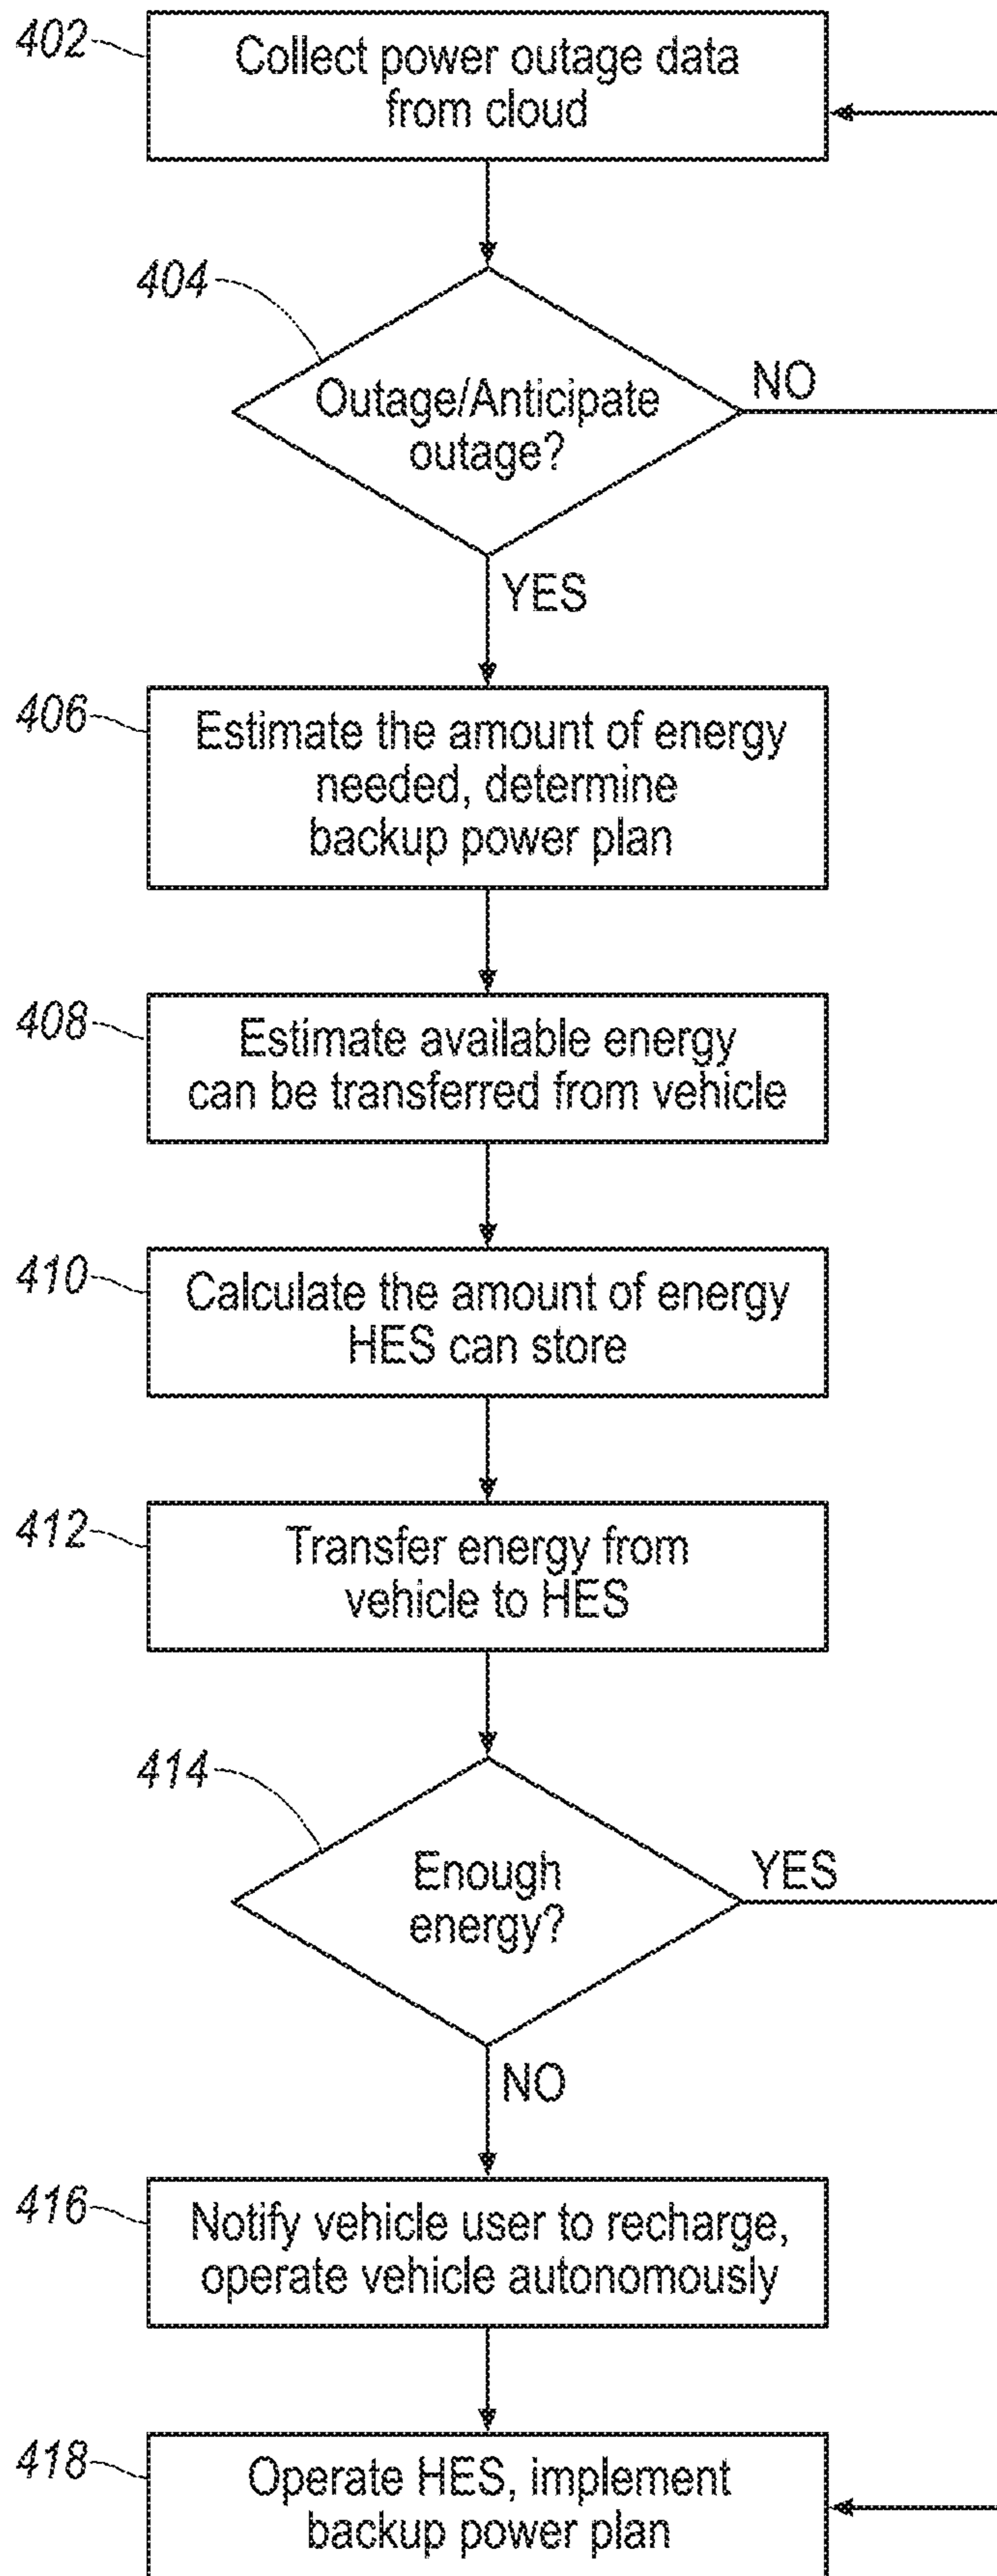 402
Collect power outage data
from cloud
404
Outage/Anticipate
outage?
NO
YES
406
Estimate the amount of energy
needed, determine
backup power plan
408
Estimate available energy
can be transferred from vehicle
410
Calculate the amount of energy
HES can store
412
Transfer energy from
vehicle to HES
414
Enough
energy?
YES
NO
416
Notify vehicle user to recharge,
operate vehicle autonomously
418
Operate HES, implement
backup power plan